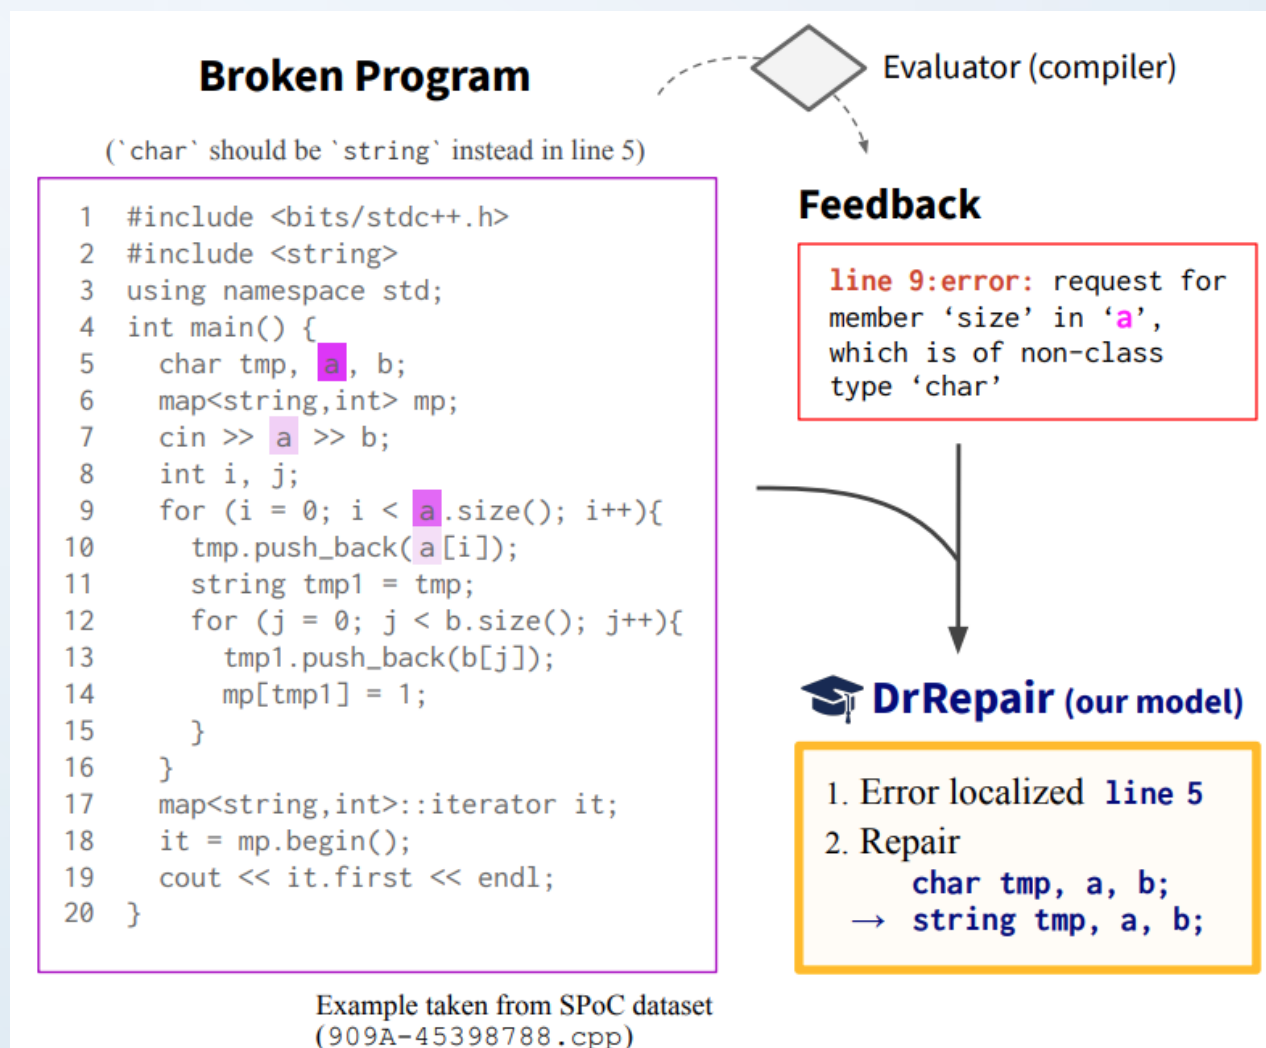 Broken Program
(`char` should be `string` instead in line 5)
1 #include <bits/stdc++.h>
2 #include <string>
3 using namespace std;
4 int main() {
5 char tmp, a, b;
6 map<string,int> mp;
7 cin >> a >> b;
8 int i, j;
9 for (i = 0; i < a.size(); i++){
10 tmp.push_back(a[i]);
11 string tmp1 = tmp;
12 for (j = 0; j < b.size(); j++){
13 tmp1.push_back(b[j]);
14 mp[tmp1] = 1;
15 }
16 }
17 map<string,int>::iterator it;
18 it = mp.begin();
19 cout << it.first << endl;
20 }
Example taken from SPoC dataset
(909A-45398788.cpp)
Evaluator (compiler)
Feedback
line 9:error: request for
member ‘size’ in ‘a’,
which is of non-class
type ‘char’
DrRepair (our model)
1. Error localized line 5
2. Repair
char tmp, a, b;
→ string tmp, a, b;